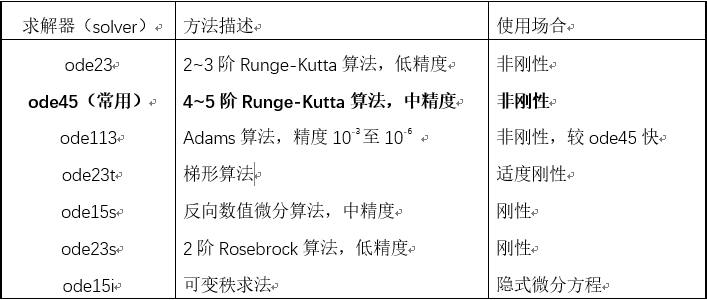 求解器（solver） 方法描述 使用场合
ode23 2~3 阶 Runge-Kutta 算法，低精度 非刚性
ode45（常用） 4~5 阶 Runge-Kutta 算法，中精度 非刚性
ode113 Adams 算法，精度 10⁻³至 10⁻⁶ 非刚性，较 ode45 快
ode23t 梯形算法 适度刚性
ode15s 反向数值微分算法，中精度 刚性
ode23s 2 阶 Rosebrock 算法，低精度 刚性
ode15i 可变秩求法 隐式微分方程